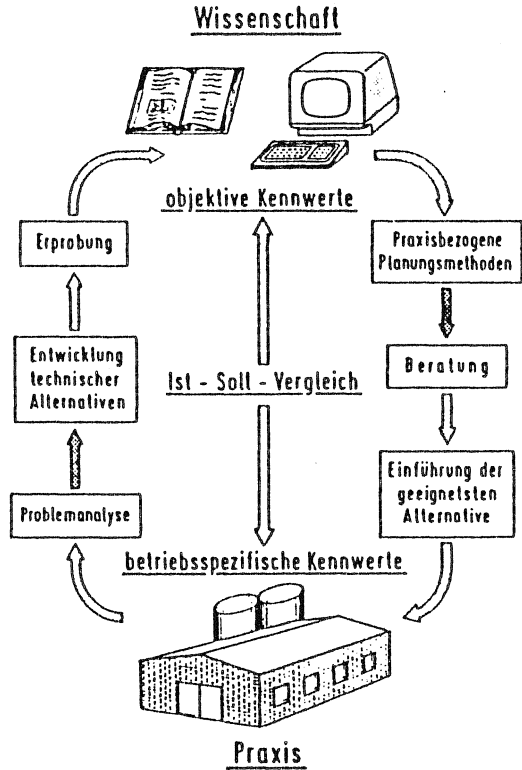 Wissenschaft
objektive Kennwerte
Erprobung
Praxisbezogene
Planungsmethoden
Entwicklung
technischer
Alternativen
Ist - Soll - Vergleich
Beratung
Einführung der
geeignetsten
Alternative
Problemanalyse
betriebsspezifische Kennwerte
Praxis